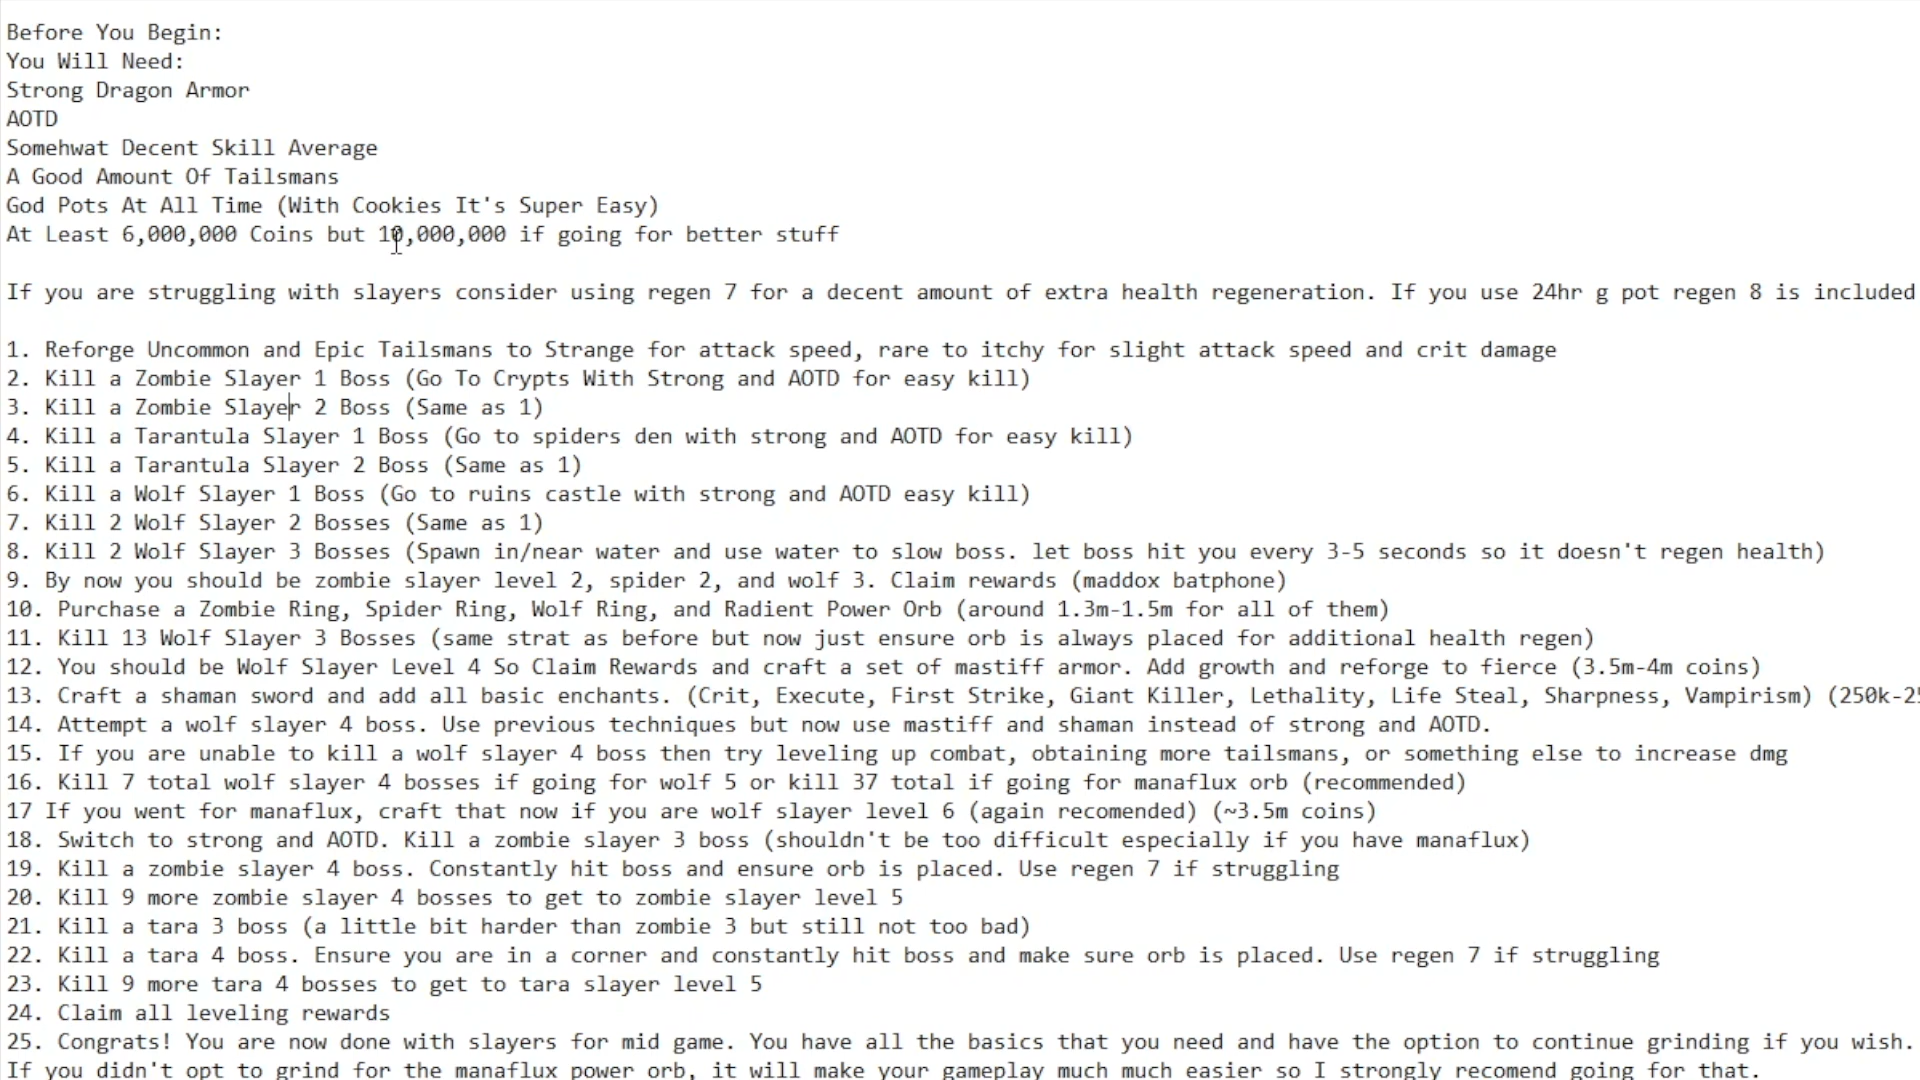 Before You Begin:
You Will Need:
Strong Dragon Armor
AOTD
Somehwat Decent Skill Average
A Good Amount Of Tailsmans
God Pots At All Time (With Cookies It's Super Easy)
At Least 6,000,000 Coins but 10,000,000 if going for better stuff
If you are struggling with slayers consider using regen 7 for a decent amount of extra health regeneration. If you use 24hr g pot regen 8 is included
1. Reforge Uncommon and Epic Tailsmans to Strange for attack speed, rare to itchy for slight attack speed and crit damage
2. Kill a Zombie Slayer 1 Boss (Go To Crypts With Strong and AOTD for easy kill)
3. Kill a Zombie Slayer 2 Boss (Same as 1)
4. Kill a Tarantula Slayer 1 Boss (Go to spiders den with strong and AOTD for easy kill)
5. Kill a Tarantula Slayer 2 Boss (Same as 1)
6. Kill a Wolf Slayer 1 Boss (Go to ruins castle with strong and AOTD easy kill)
7. Kill 2 Wolf Slayer 2 Bosses (Same as 1)
8. Kill 2 Wolf Slayer 3 Bosses (Spawn in/near water and use water to slow boss. let boss hit you every 3-5 seconds so it doesn't regen health)
9. By now you should be zombie slayer level 2, spider 2, and wolf 3. Claim rewards (maddox batphone)
10. Purchase a Zombie Ring, Spider Ring, Wolf Ring, and Radient Power Orb (around 1.3m-1.5m for all of them)
11. Kill 13 Wolf Slayer 3 Bosses (same strat as before but now just ensure orb is always placed for additional health regen)
12. You should be Wolf Slayer Level 4 So Claim Rewards and craft a set of mastiff armor. Add growth and reforge to fierce (3.5m-4m coins)
13. Craft a shaman sword and add all basic enchants. (Crit, Execute, First Strike, Giant Killer, Lethality, Life Steal, Sharpness, Vampirism) (250k-25
14. Attempt a wolf slayer 4 boss. Use previous techniques but now use mastiff and shaman instead of strong and AOTD.
15. If you are unable to kill a wolf slayer 4 boss then try leveling up combat, obtaining more tailsmans, or something else to increase dmg
16. Kill 7 total wolf slayer 4 bosses if going for wolf 5 or kill 37 total if going for manaflux orb (recommended)
17 If you went for manaflux, craft that now if you are wolf slayer level 6 (again recomended) (~3.5m coins)
18. Switch to strong and AOTD. Kill a zombie slayer 3 boss (shouldn't be too difficult especially if you have manaflux)
19. Kill a zombie slayer 4 boss. Constantly hit boss and ensure orb is placed. Use regen 7 if struggling
20. Kill 9 more zombie slayer 4 bosses to get to zombie slayer level 5
21. Kill a tara 3 boss (a little bit harder than zombie 3 but still not too bad)
22. Kill a tara 4 boss. Ensure you are in a corner and constantly hit boss and make sure orb is placed. Use regen 7 if struggling
23. Kill 9 more tara 4 bosses to get to tara slayer level 5
24. Claim all leveling rewards
25. Congrats! You are now done with slayers for mid game. You have all the basics that you need and have the option to continue grinding if you wish.
If you didn't opt to grind for the manaflux power orb, it will make your gameplay much much easier so I strongly recomend going for that.